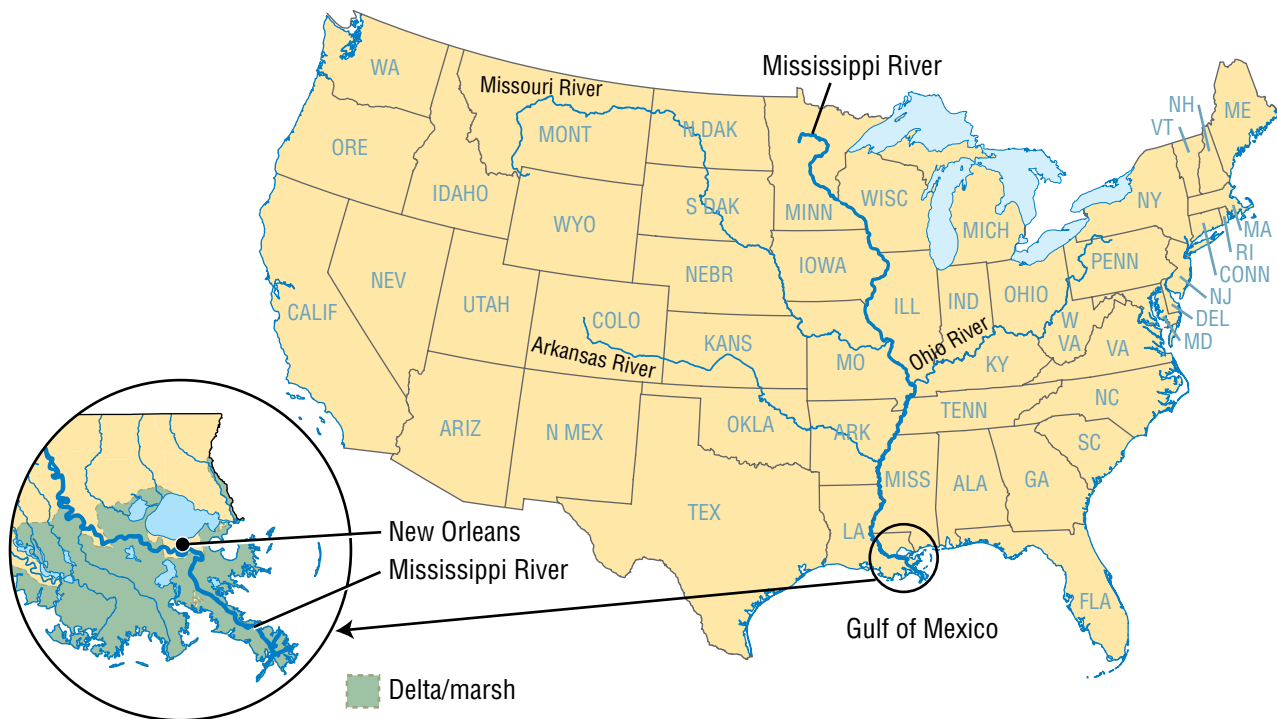 Mississippi River
Missouri River
WA
MONT
N DAK
ME
NH
VT
ORE
IDAHO
S DAK
MINN
WISC
MICH
NY
MA
RI
CONN
WYO
NEV
UTAH
CALIF
NEBR
IOWA
ILL
IND
OHIO
PENN
NJ
DEL
MD
COLO
Arkansas River
KANS
MO
Ohio River
W
VA
VA
KY
ARIZ
N MEX
OKLA
ARK
TENN
NC
SC
TEX
LA
MISS
ALA
GA
FLA
New Orleans
Mississippi River
Gulf of Mexico
Delta/marsh